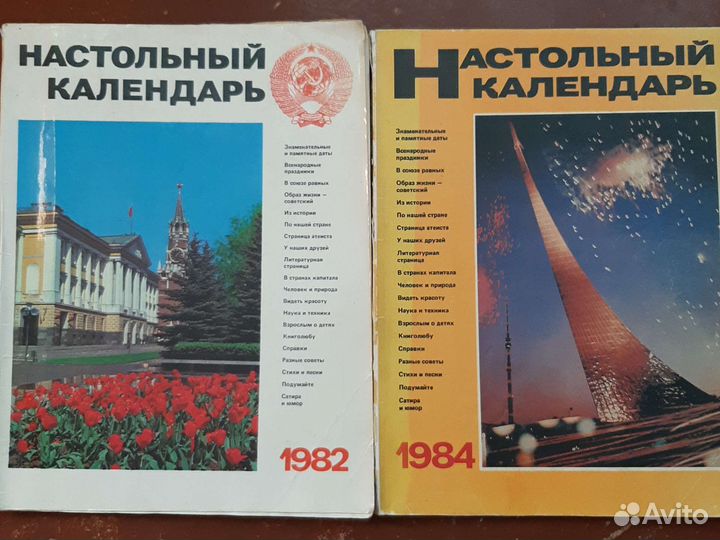 НАСТОЛЬНЫЙ
КАЛЕНДАРЬ
Знаменательные
и памятные даты
Всенародные
праздники
В союзе равных
Образ жизни —
советский
Из истории
По нашей стране
Страница атеиста
У наших друзей
Литературная
страница
В странах капитала
Человек и природа
Видеть красоту
Наука и техника
Взрослым о детях
Книголюбу
Справки
Разные советы
Стихи и песни
Подумайте
Сатира
и юмор
1982
НАСТОЛЬНЫЙ
КАЛЕНДАРЬ
Знаменательные
и памятные даты
Всенародные
праздники
В союзе равных
Образ жизни —
советский
Из истории
По нашей стране
Страница атеиста
У наших друзей
Литературная
страница
В странах капитала
Человек и природа
Видеть красоту
Наука и техника
Взрослым о детях
Книголюбу
Справки
Разные советы
Стихи и песни
Подумайте
Сатира
и юмор
1984
Avito